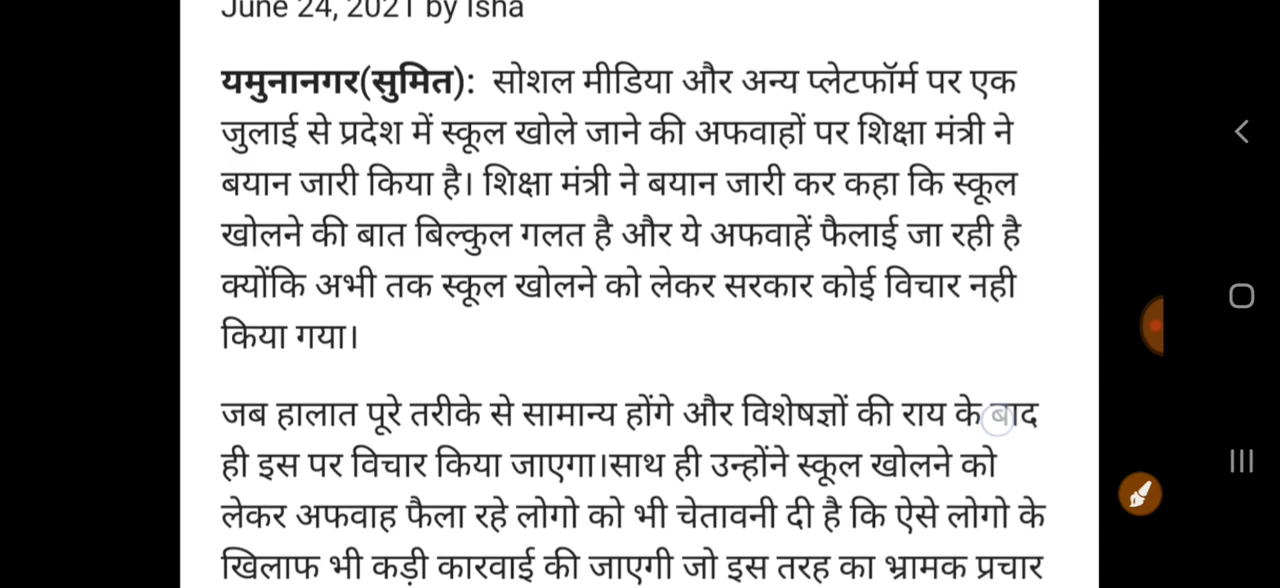 June 24, 2021 by Isha
यमुनानगर(सुमित): सोशल मीडिया और अन्य प्लेटफॉर्म पर एक
जुलाई से प्रदेश में स्कूल खोले जाने की अफवाहों पर शिक्षा मंत्री ने
बयान जारी किया है। शिक्षा मंत्री ने बयान जारी कर कहा कि स्कूल
खोलने की बात बिल्कुल गलत है और ये अफवाहें फैलाई जा रही है
क्योंकि अभी तक स्कूल खोलने को लेकर सरकार कोई विचार नही
किया गया।
जब हालात पूरे तरीके से सामान्य होंगे और विशेषज्ञों की राय के बाद
ही इस पर विचार किया जाएगा।साथ ही उन्होंने स्कूल खोलने को
लेकर अफवाह फैला रहे लोगो को भी चेतावनी दी है कि ऐसे लोगो के
खिलाफ भी कड़ी कारवाई की जाएगी जो इस तरह का भ्रामक प्रचार